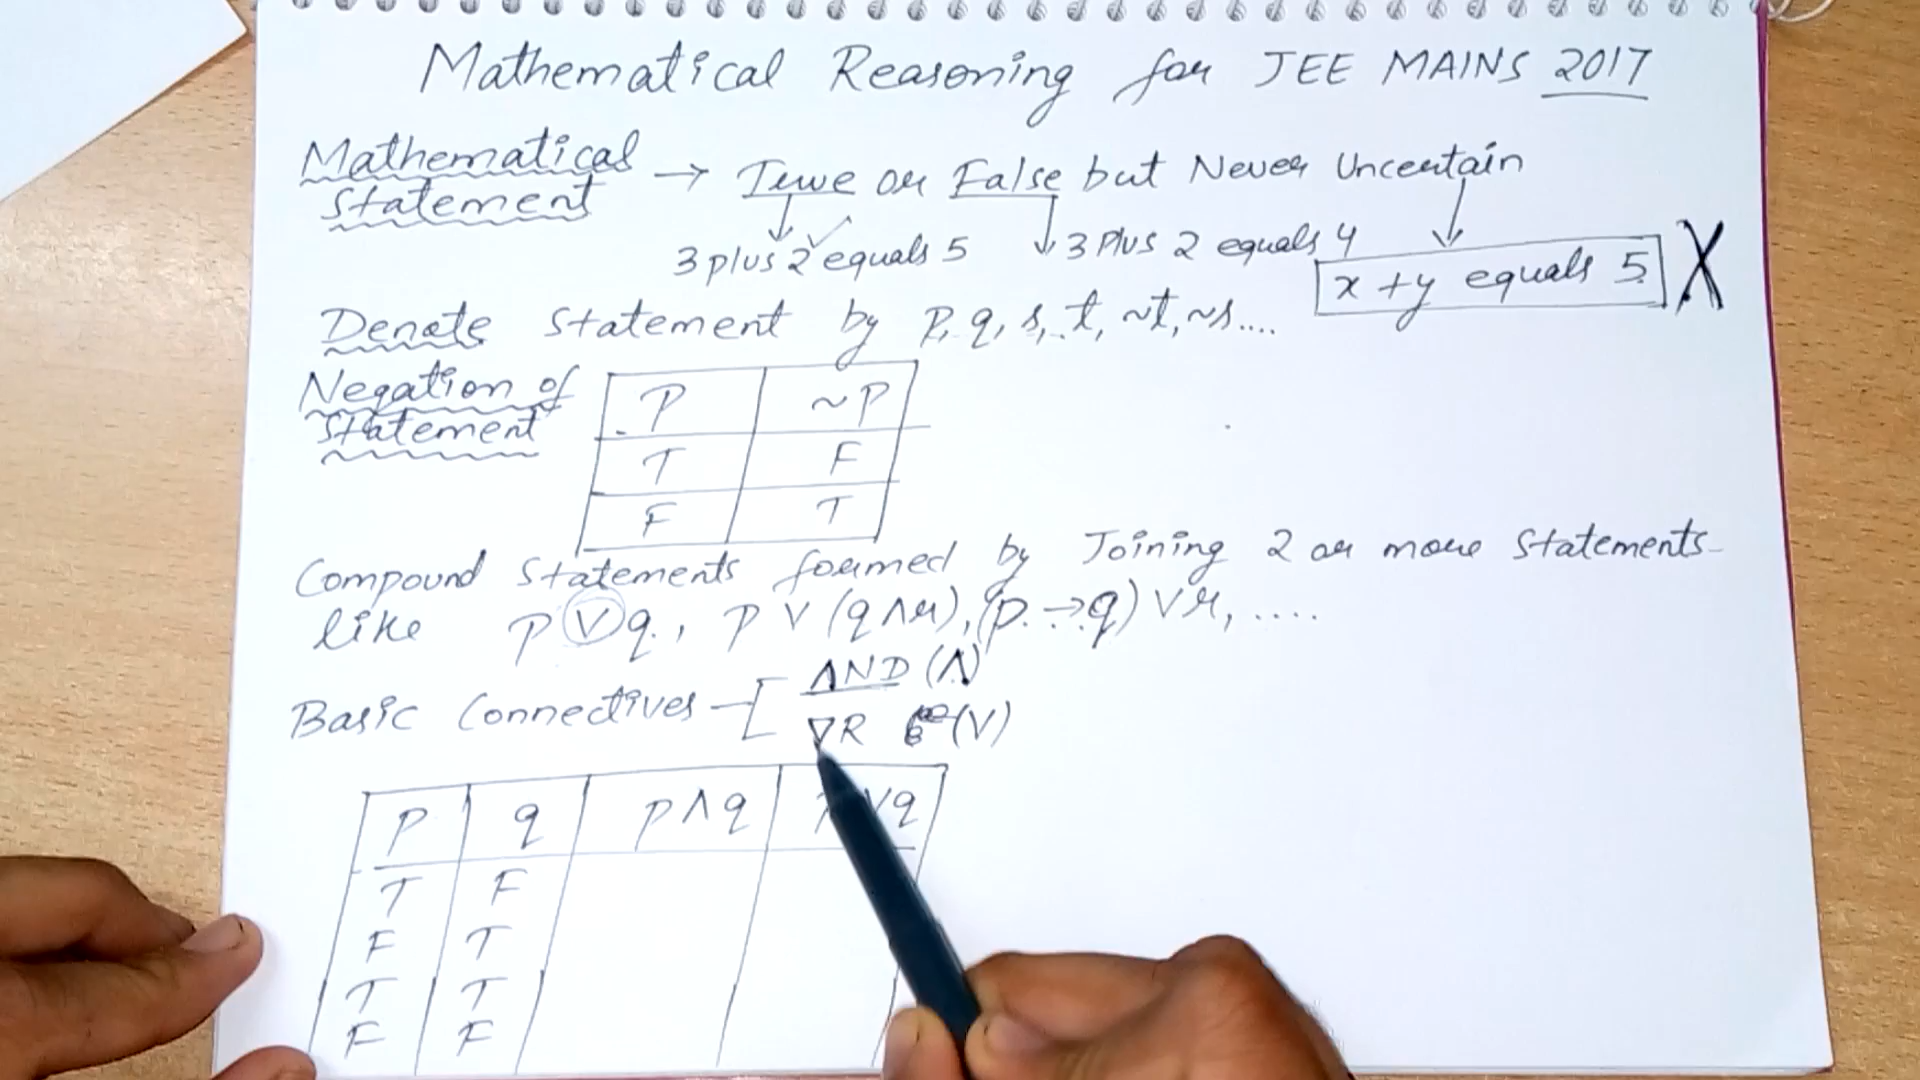 Mathematical Reasoning for JEE MAINS 2017
Mathematical Statement → True or False but Never Uncertain
3 plus 2 equals 5 ✓
3 Plus 2 equals 4
x + y equals 5 X
Denote statement by p, q, s, t, ~t, ~s....
Negation of Statement
P ~P
T F
F T
Compound Statements formed by Joining 2 or more Statements
like p ∨ q, p ∨ (q ∧ r), (p → q) ∨ r, ....
Basic Connectives AND (∧)
OR (∨)
P q p ∧ q ∨ q
T F
F T
T T
F F